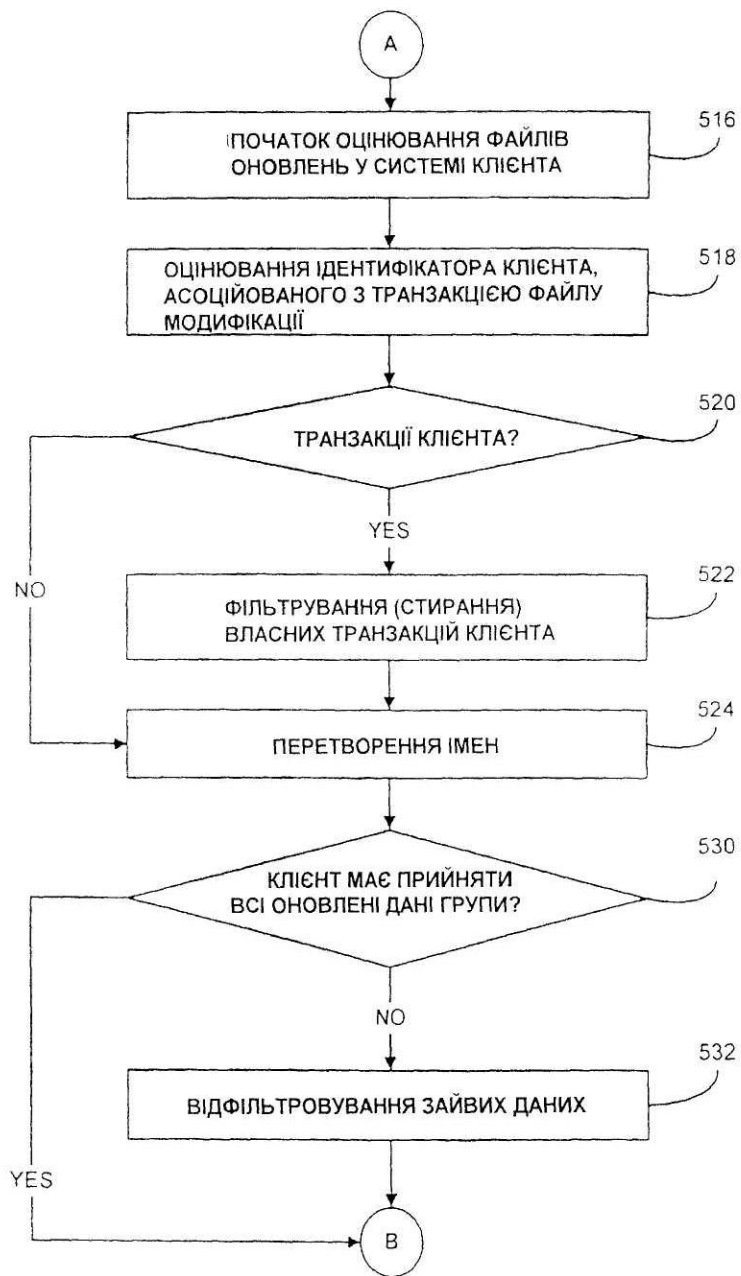 A
ПОЧАТОК ОЦІНЮВАННЯ ФАЙЛІВ
ОНОВЛЕНЬ У СИСТЕМІ КЛІЄНТА
516
ОЦІНЮВАННЯ ІДЕНТИФІКАТОРА КЛІЄНТА,
АСОЦІЙОВАНОГО З ТРАНЗАКЦІЄЮ ФАЙЛУ
МОДИФІКАЦІЇ
518
ТРАНЗАКЦІЇ КЛІЄНТА?
520
YES
NO
ФІЛЬТРУВАННЯ (СТИРАННЯ)
ВЛАСНИХ ТРАНЗАКЦІЙ КЛІЄНТА
522
ПЕРЕТВОРЕННЯ ІМЕН
524
КЛІЄНТ МАЄ ПРИЙНЯТИ
ВСІ ОНОВЛЕНІ ДАНІ ГРУПИ?
530
NO
ВІДФІЛЬТРОВУВАННЯ ЗАЙВИХ ДАНИХ
532
YES
B